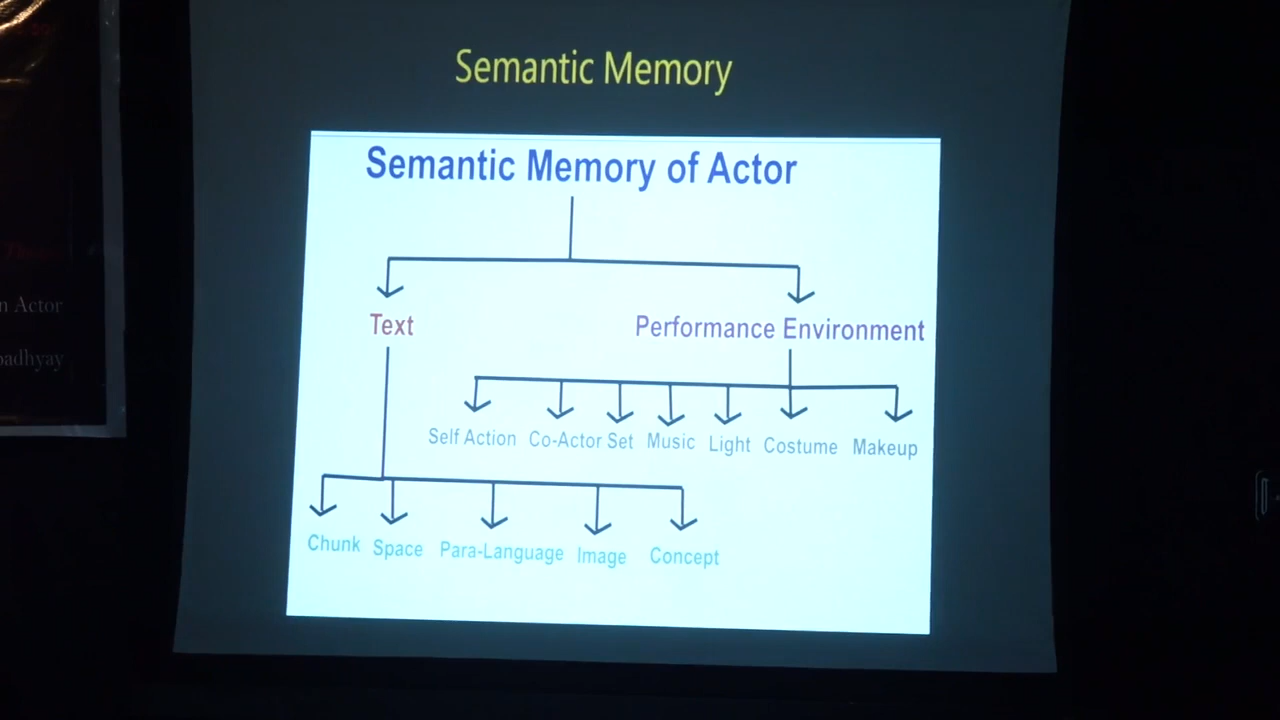 Semantic Memory
Semantic Memory of Actor
Text Performance Environment
Self Action Co-Actor Set Music Light Costume Makeup
Chunk Space Para-Language Image Concept
n Actor
padhyay